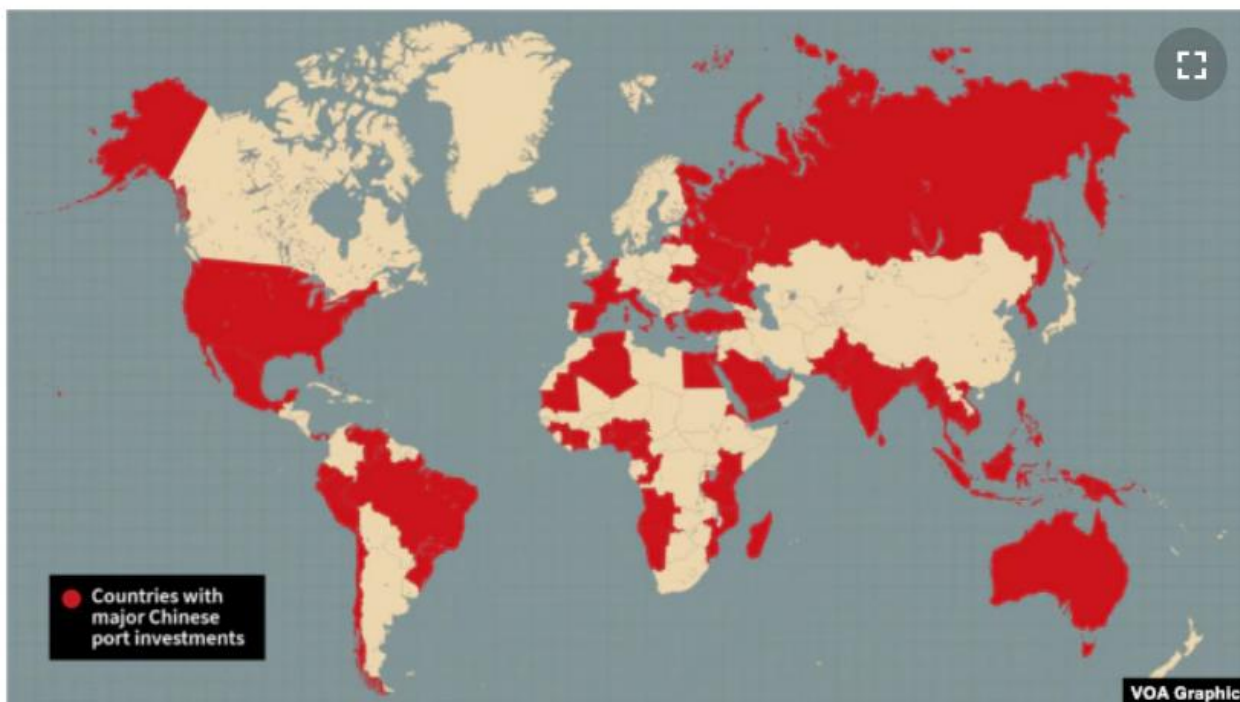 Countries with
major Chinese
port investments
VOA Graphic